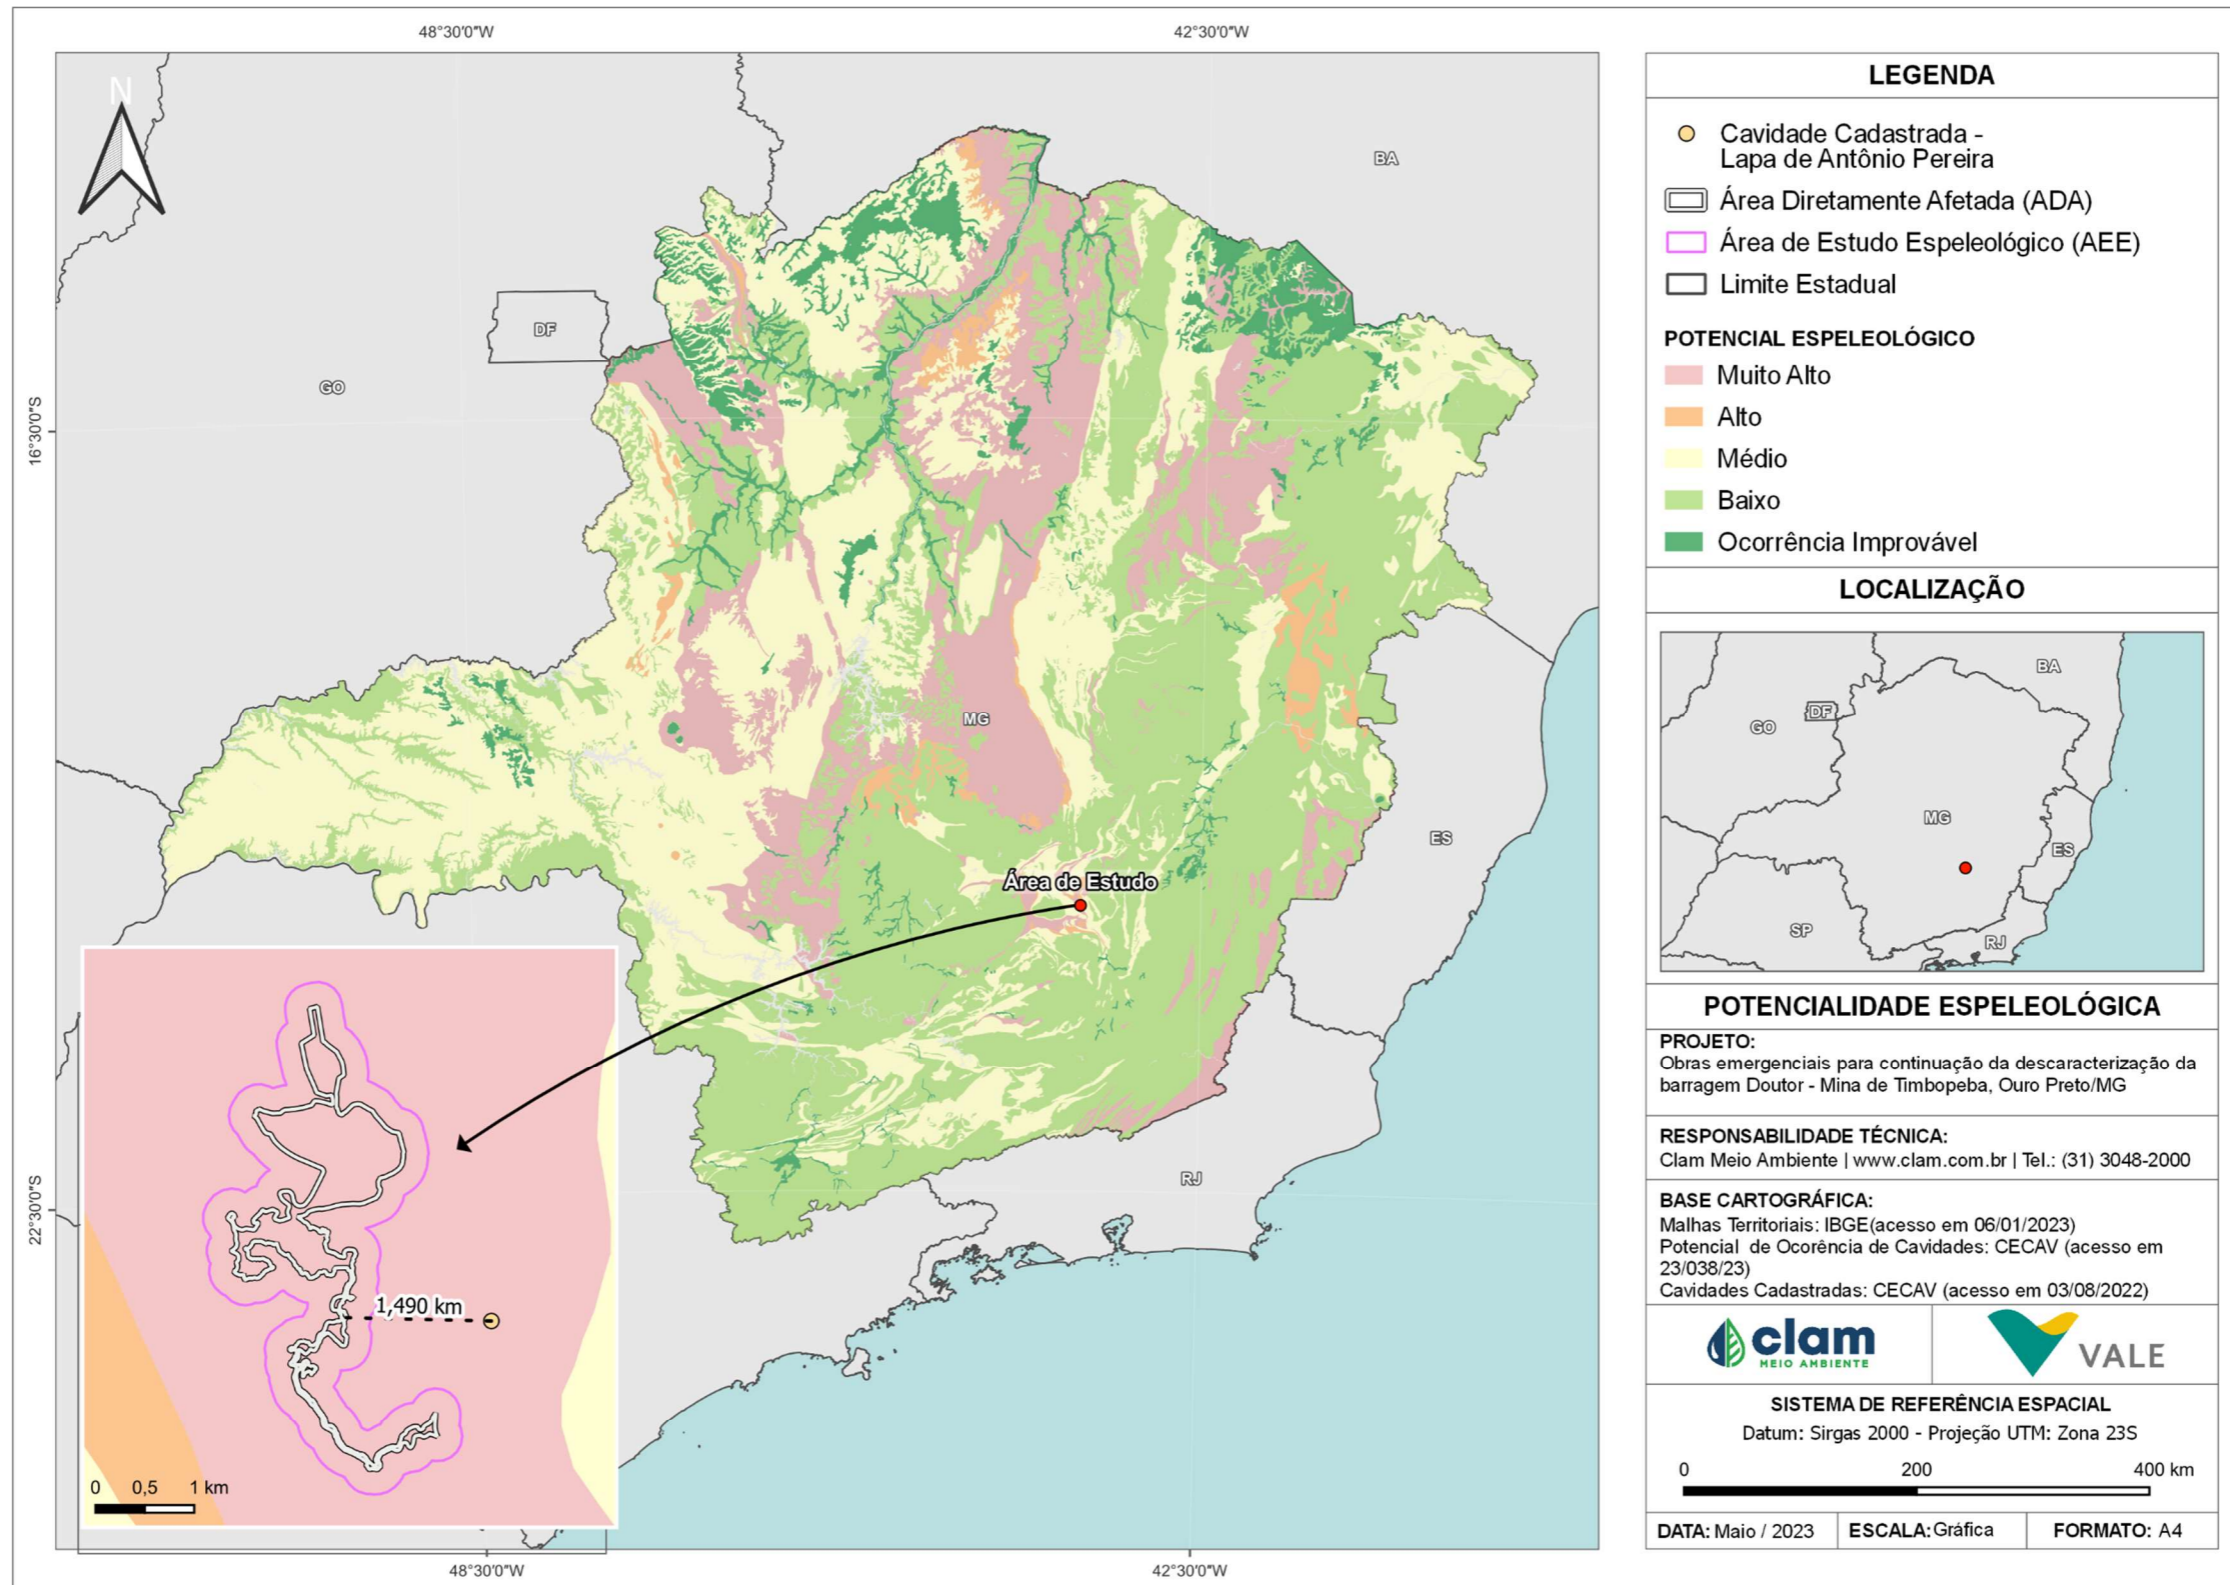 48°30'0"W
42°30'0"W
N
BA
DF
GO
16°30'0"S
MG
ES
Área de Estudo
RJ
22°30'0"S
1,490 km
0 0,5 1 km
48°30'0"W
42°30'0"W
LEGENDA
Cavidade Cadastrada -
Lapa de Antônio Pereira
Área Diretamente Afetada (ADA)
Área de Estudo Espeleológico (AEE)
Limite Estadual
POTENCIAL ESPELEOLÓGICO
Muito Alto
Alto
Médio
Baixo
Ocorrência Improvável
LOCALIZAÇÃO
BA
DF
GO
MG
ES
SP
RJ
POTENCIALIDADE ESPELEOLÓGICA
PROJETO:
Obras emergenciais para continuação da descaracterização da
barragem Doutor - Mina de Timbopeba, Ouro Preto/MG
RESPONSABILIDADE TÉCNICA:
Clam Meio Ambiente | www.clam.com.br | Tel.: (31) 3048-2000
BASE CARTOGRÁFICA:
Malhas Territoriais: IBGE(acesso em 06/01/2023)
Potencial de Ocorência de Cavidades: CECAV (acesso em
23/038/23)
Cavidades Cadastradas: CECAV (acesso em 03/08/2022)
clam
MEIO AMBIENTE
VALE
SISTEMA DE REFERÊNCIA ESPACIAL
Datum: Sirgas 2000 - Projeção UTM: Zona 23S
0 200 400 km
DATA: Maio / 2023 ESCALA: Gráfica FORMATO: A4